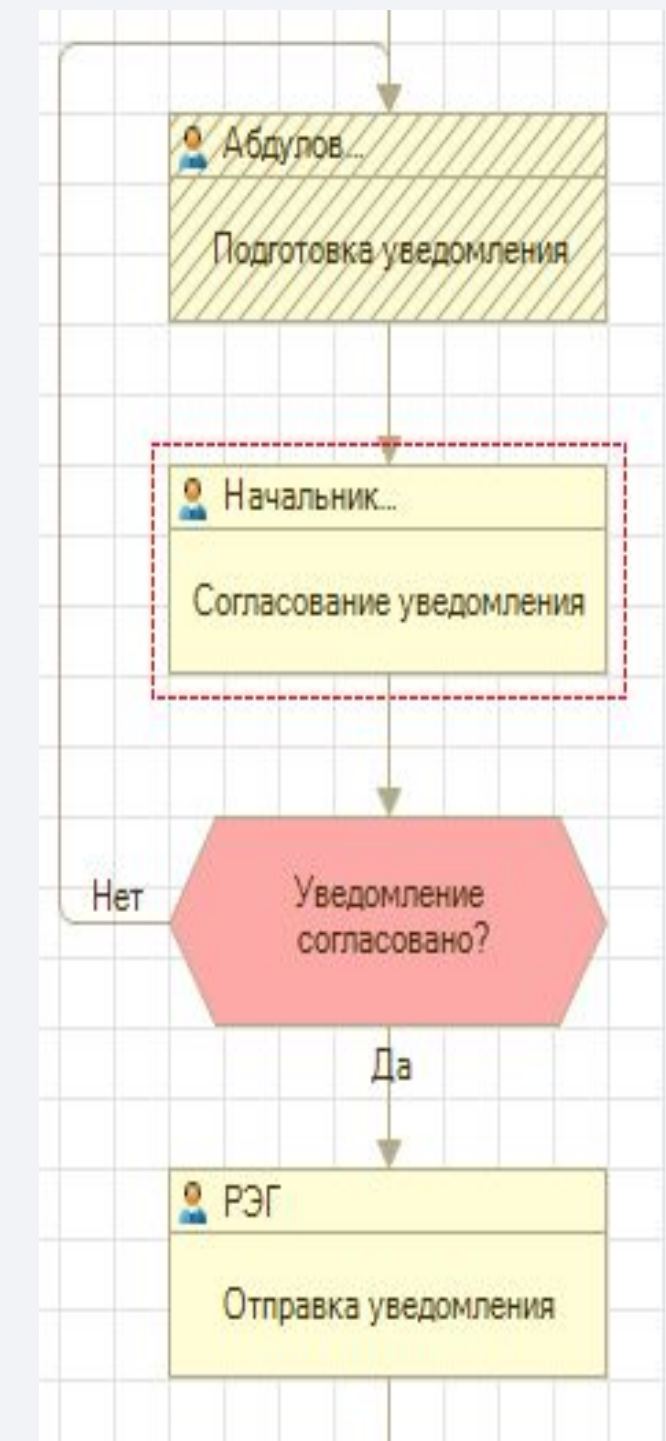 Абдулов...
Подготовка уведомления
Начальник...
Согласование уведомления
Нет
Уведомление
согласовано?
Да
РЭГ
Отправка уведомления